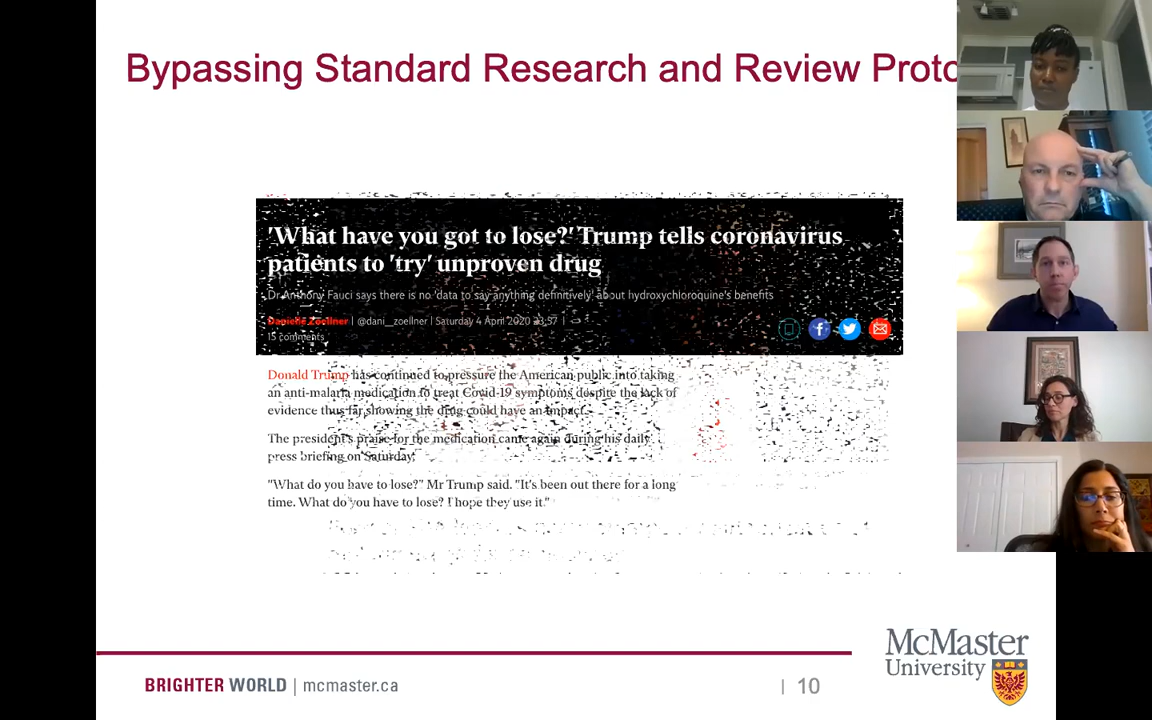 Bypassing Standard Research and Review Proto
'What have you got to lose?' Trump tells coronavirus
patients to 'try' unproven drug
Dr Anthony Fauci says there is no 'data to say anything definitively' about hydroxychloroquine's benefits
Danielle Zoellner | @dani_zoellner | Saturday 4 April 2020 23:57 |
15 comments
Donald Trump has continued to pressure the American public into taking
an anti-malaria medication to treat Covid-19 symptoms despite the lack of
evidence thus far showing the drug could have an impact.
The president's praise for the medication came again during his daily
press briefing on Saturday.
"What do you have to lose?" Mr Trump said. "It's been out there for a long
time. What do you have to lose? I hope they use it."
McMaster
University
BRIGHTER WORLD | mcmaster.ca
| 10